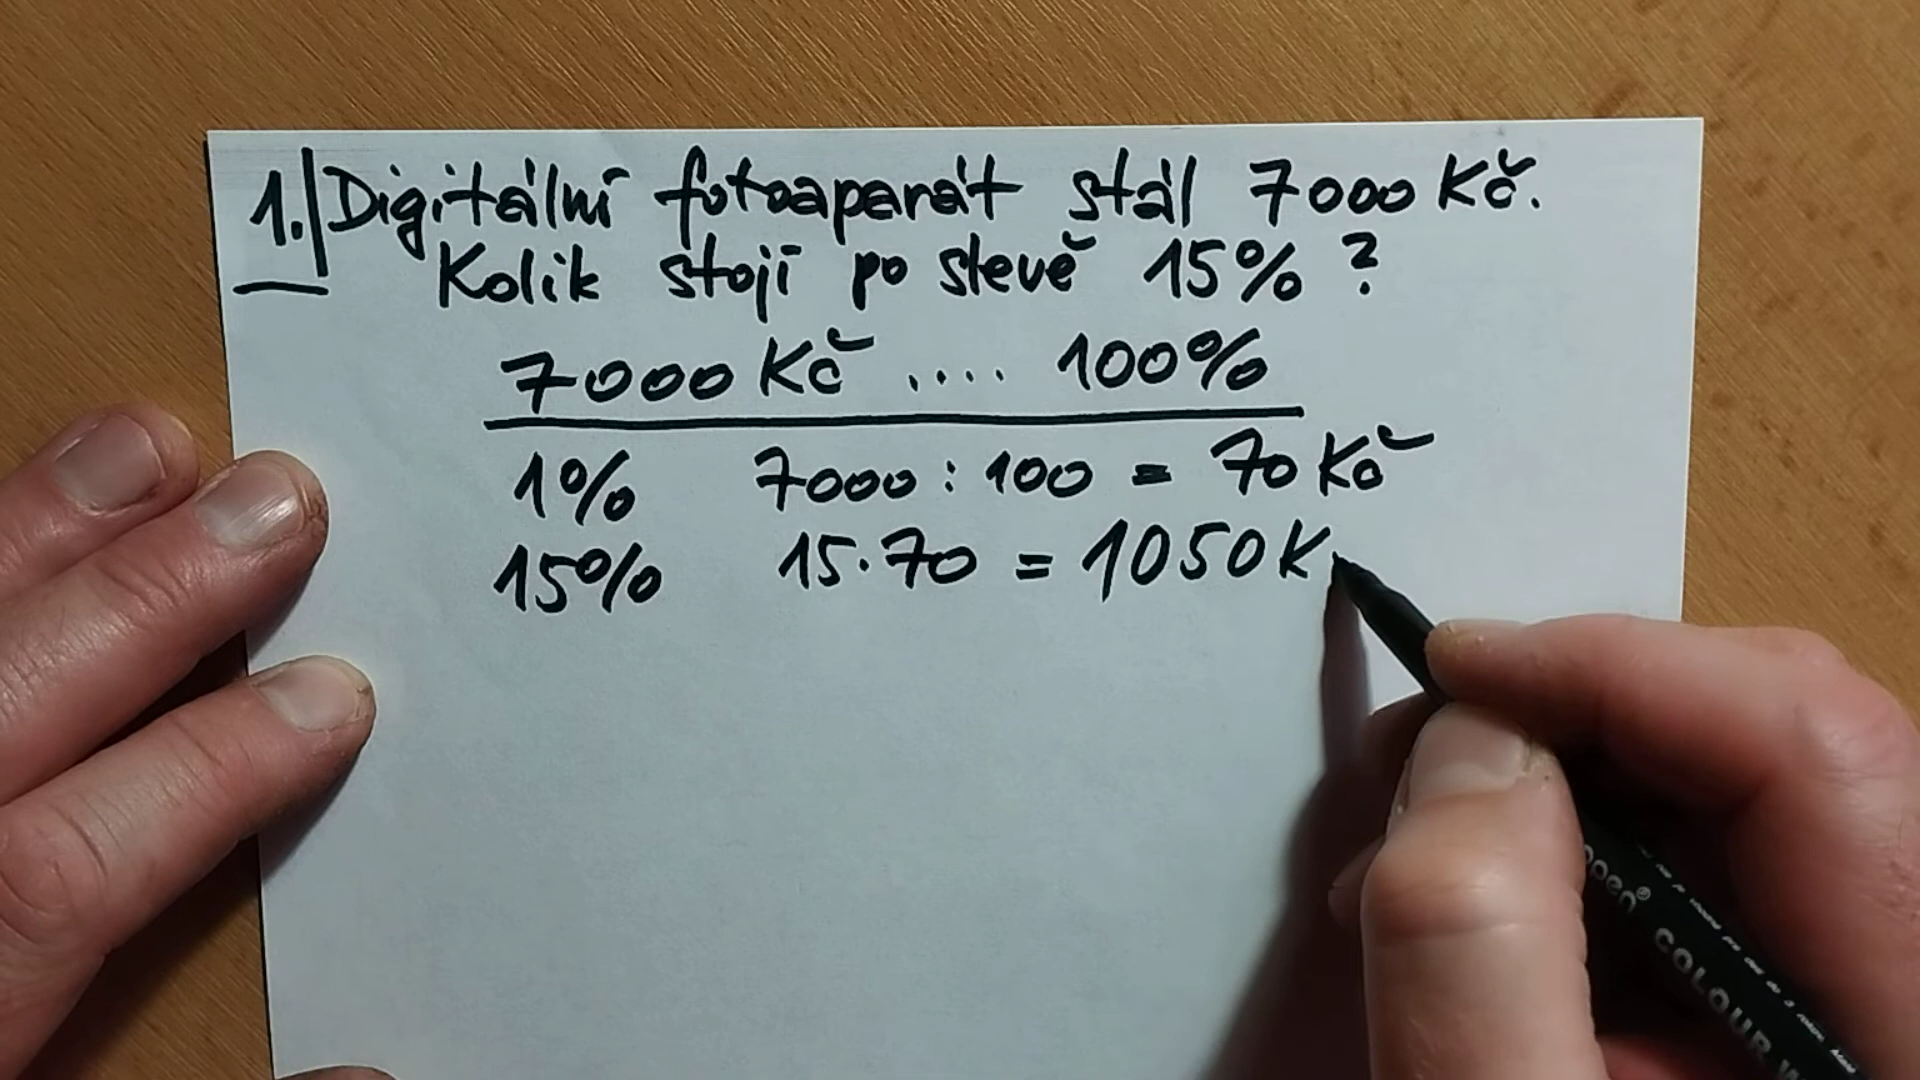 1. Digitální fotoaparát stál 7000 Kč.
Kolik stojí po slevě 15% ?
7000 Kč .... 100%
1% 7000 : 100 = 70 Kč
15% 15.70 = 1050 K
COLOUR